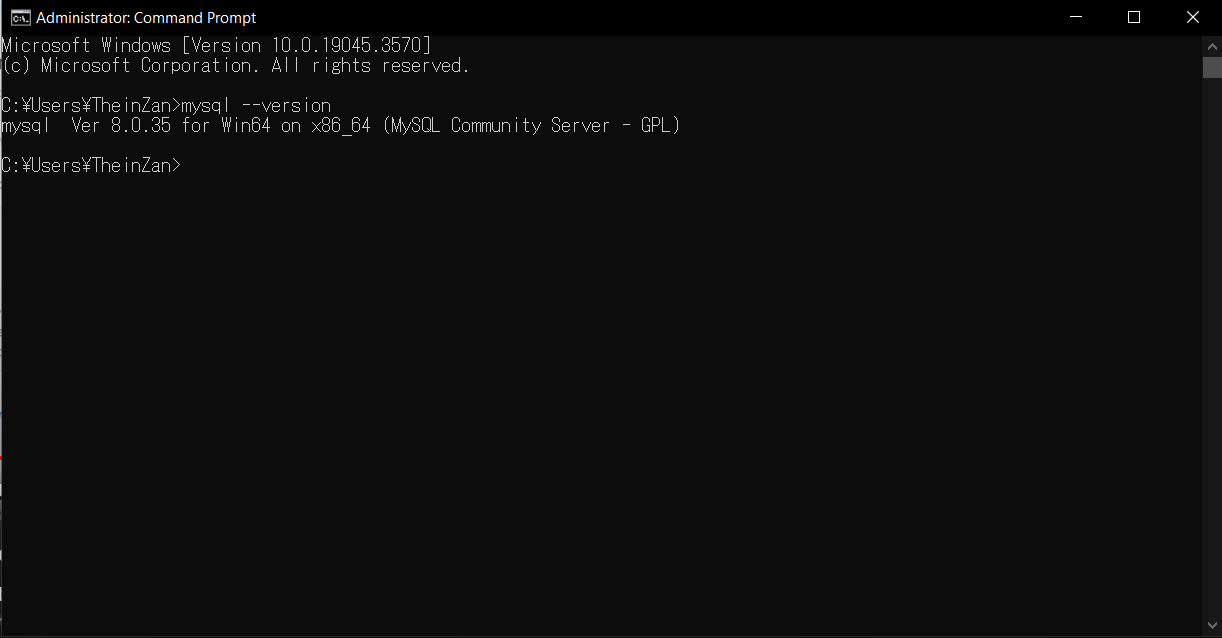 Administrator: Command Prompt
Microsoft Windows [Version 10.0.19045.3570]
(c) Microsoft Corporation. All rights reserved.
C:¥Users¥TheinZan>mysql --version
mysql  Ver 8.0.35 for Win64 on x86_64 (MySQL Community Server - GPL)
C:¥Users¥TheinZan>